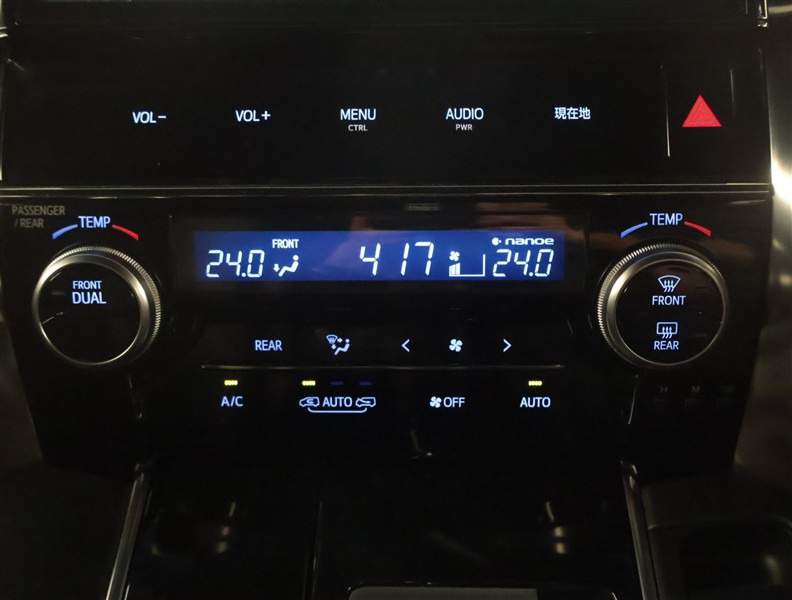 VOL− VOL+ MENU AUDIO 現在地
CTRL PWR
PASSENGER
/ REAR
TEMP TEMP
FRONT nanoe
24.0 417 24.0
FRONT
DUAL
FRONT
REAR
REAR < >
A/C AUTO OFF AUTO